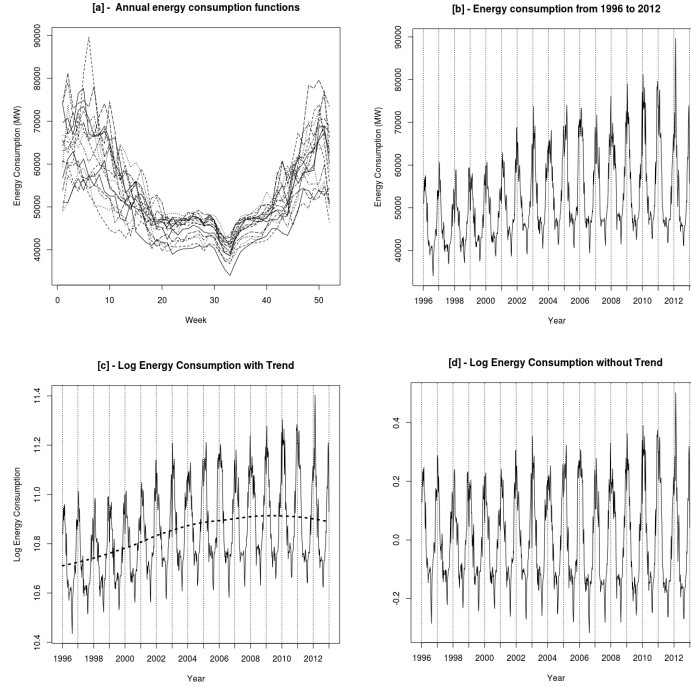 [a] - Annual energy consumption functions
Energy Consumption (MW)
90000
80000
70000
60000
50000
40000
0 10 20 30 40 50
Week
[b] - Energy consumption from 1996 to 2012
Energy Consumption (MW)
90000
80000
70000
60000
50000
40000
1996 1998 2000 2002 2004 2006 2008 2010 2012
Year
[c] - Log Energy Consumption with Trend
Log Energy Consumption
11.4
11.2
11.0
10.8
10.6
10.4
1996 1998 2000 2002 2004 2006 2008 2010 2012
Year
[d] - Log Energy Consumption without Trend
0.4
0.2
0.0
-0.2
1996 1998 2000 2002 2004 2006 2008 2010 2012
Year